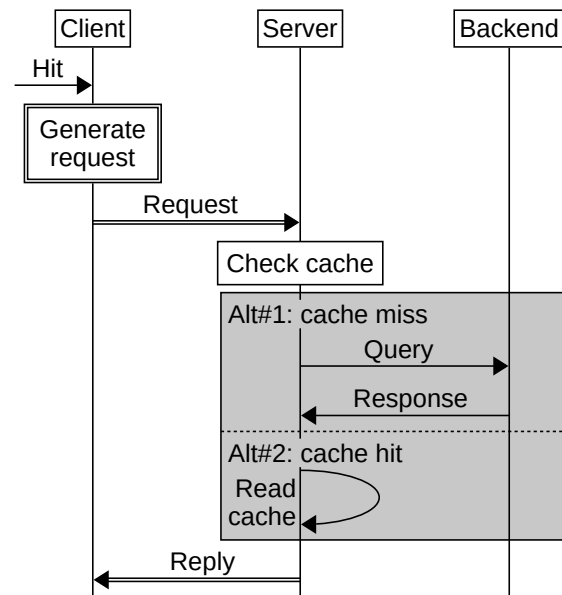 Client Server Backend
Hit
Generate
request
Request
Check cache
Alt#1: cache miss
Query
Response
Alt#2: cache hit
Read
cache
Reply